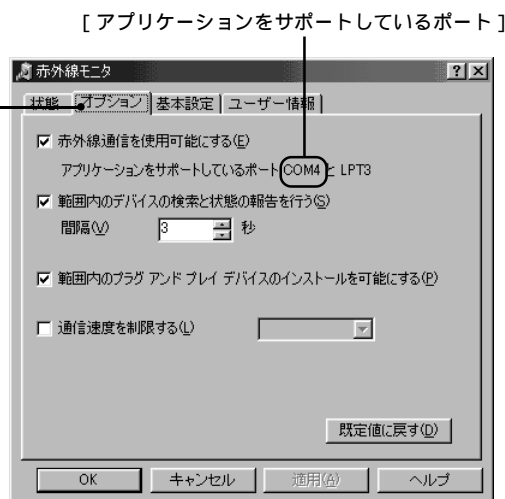 [ アプリケーションをサポートしているポート ]
赤外線モニタ
状態 オプション 基本設定 ユーザー情報
赤外線通信を使用可能にする(E)
アプリケーションをサポートしているポート COM4 と LPT3
範囲内のデバイスの検索と状態の報告を行う(S)
間隔(V) 3 秒
範囲内のプラグ アンド プレイ デバイスのインストールを可能にする(P)
通信速度を制限する(L)
既定値に戻す(D)
OK キャンセル 適用(A) ヘルプ